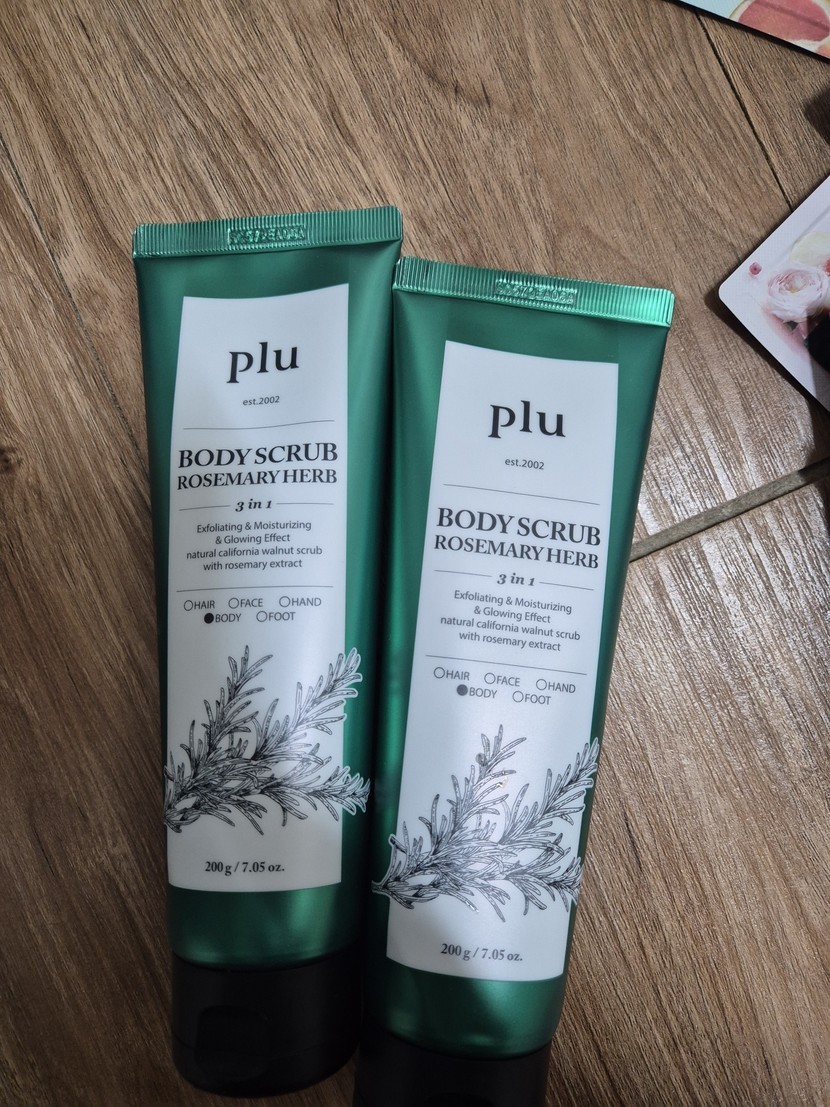 plu
est.2002
BODY SCRUB
ROSEMARY HERB
3 in 1
Exfoliating & Moisturizing
& Glowing Effect
natural california walnut scrub
with rosemary extract
○HAIR ○FACE ○HAND
●BODY ○FOOT
200 g / 7.05 oz.
plu
est.2002
BODY SCRUB
ROSEMARY HERB
3 in 1
Exfoliating & Moisturizing
& Glowing Effect
natural california walnut scrub
with rosemary extract
○HAIR ○FACE ○HAND
●BODY ○FOOT
200 g / 7.05 oz.